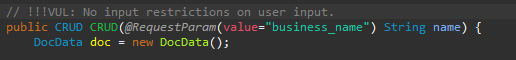 // !!!VUL: No input restrictions on user input.
public CRUD CRUD(@RequestParam(value="business_name") String name) {
DocData doc = new DocData();